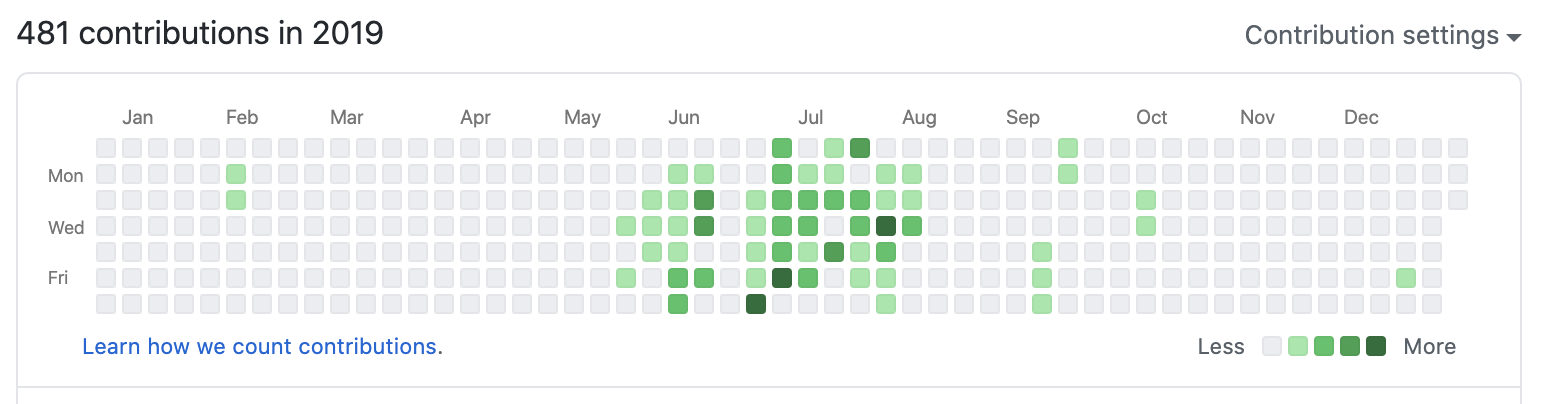 481 contributions in 2019
Contribution settings
Jan Feb Mar Apr May Jun Jul Aug Sep Oct Nov Dec
Mon
Wed
Fri
Learn how we count contributions.
Less More